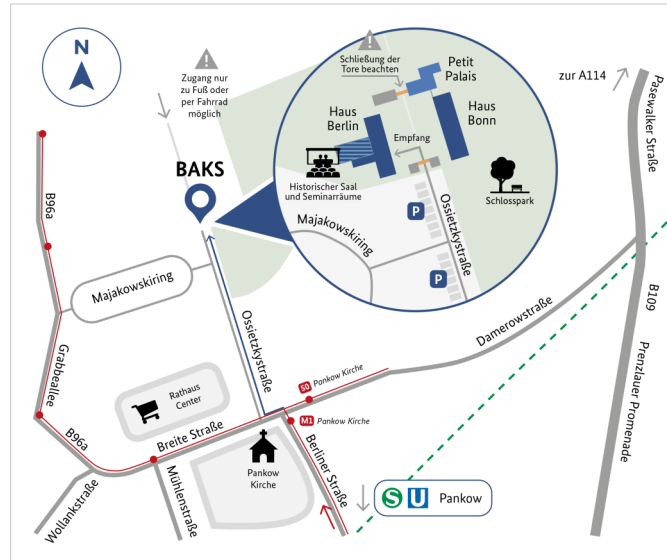 N
Zugang nur
zu Fuß oder
per Fahrrad
möglich
Schließung der
Tore beachten
Petit
Palais
Haus
Berlin
Haus
Bonn
Empfang
Historischer Saal
und Seminarräume
Schlosspark
P
P
Majakowskiring
Ossietzkystraße
zur A114
Pasewalker Straße
BAKS
B96a
Majakowskiring
Grabbeallee
Ossietzkystraße
Damerowstraße
B109
Prenzlauer Promenade
Rathaus
Center
50 Pankow Kirche
M1 Pankow Kirche
Breite Straße
B96a
Wollankstraße
Mühlenstraße
Pankow
Kirche
Berliner Straße
S U Pankow